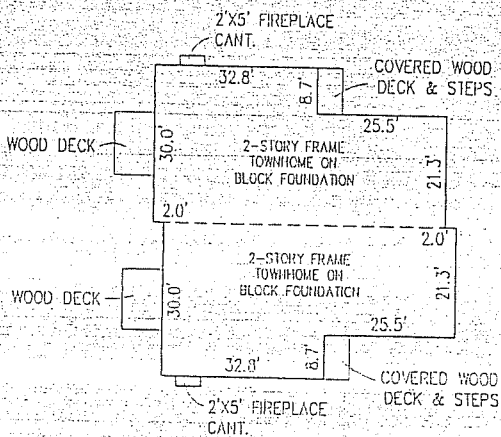 2'X5' FIREPLACE
CANT.
32.8'
8.7'
COVERED WOOD
DECK & STEPS
25.5'
WOOD DECK
30.0'
2-STORY FRAME
TOWNHOME ON
BLOCK FOUNDATION
21.3'
2.0'
2.0'
2-STORY FRAME
TOWNHOME ON
BLOCK FOUNDATION
WOOD DECK
30.0'
21.3'
25.5'
32.8'
8.7'
COVERED WOOD
DECK & STEPS
2'X5' FIREPLACE
CANT.